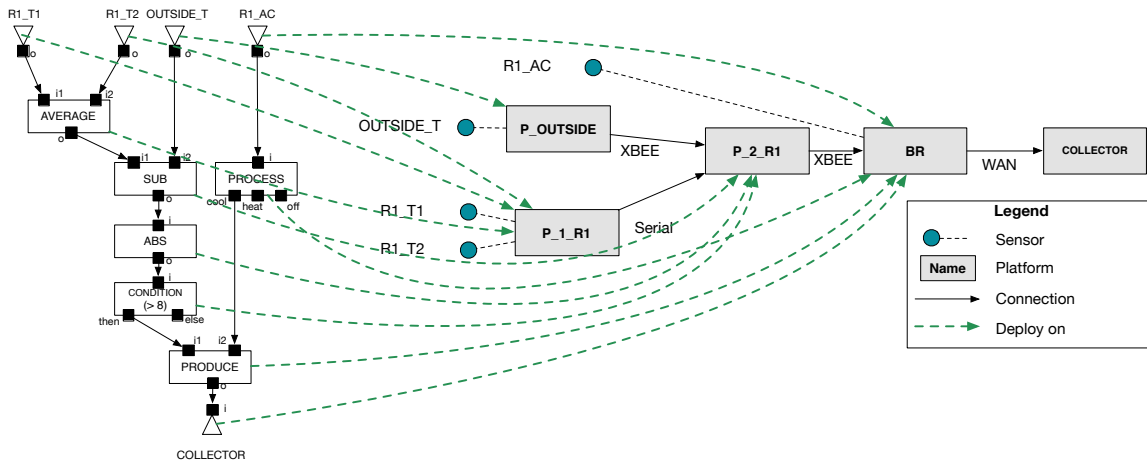 R1_T1
R1_T2
OUTSIDE_T
R1_AC
o
o
o
o
i1
i2
AVERAGE
o
i1
i2
SUB
o
i
PROCESS
cool
heat
off
i
ABS
o
i
CONDITION
(> 8)
then
else
i1
i2
PRODUCE
o
i
COLLECTOR
R1_AC
OUTSIDE_T
P_OUTSIDE
XBEE
P_2_R1
XBEE
BR
WAN
COLLECTOR
R1_T1
R1_T2
P_1_R1
Serial
Legend
Sensor
Name
Platform
Connection
Deploy on